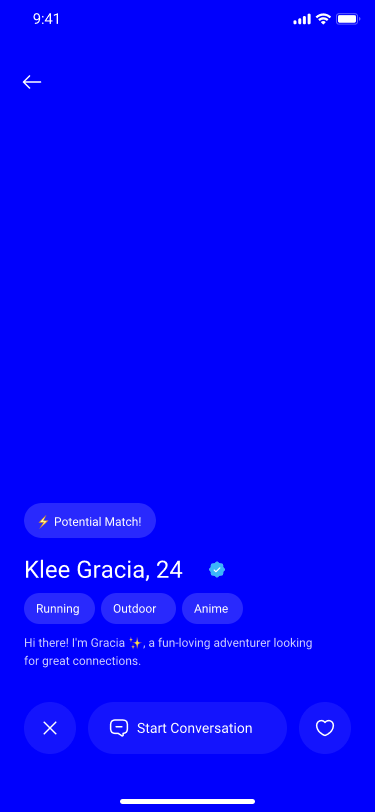 9:41
⚡ Potential Match!
Klee Gracia, 24
Running Outdoor Anime
Hi there! I'm Gracia ✨, a fun-loving adventurer looking
for great connections.
Start Conversation